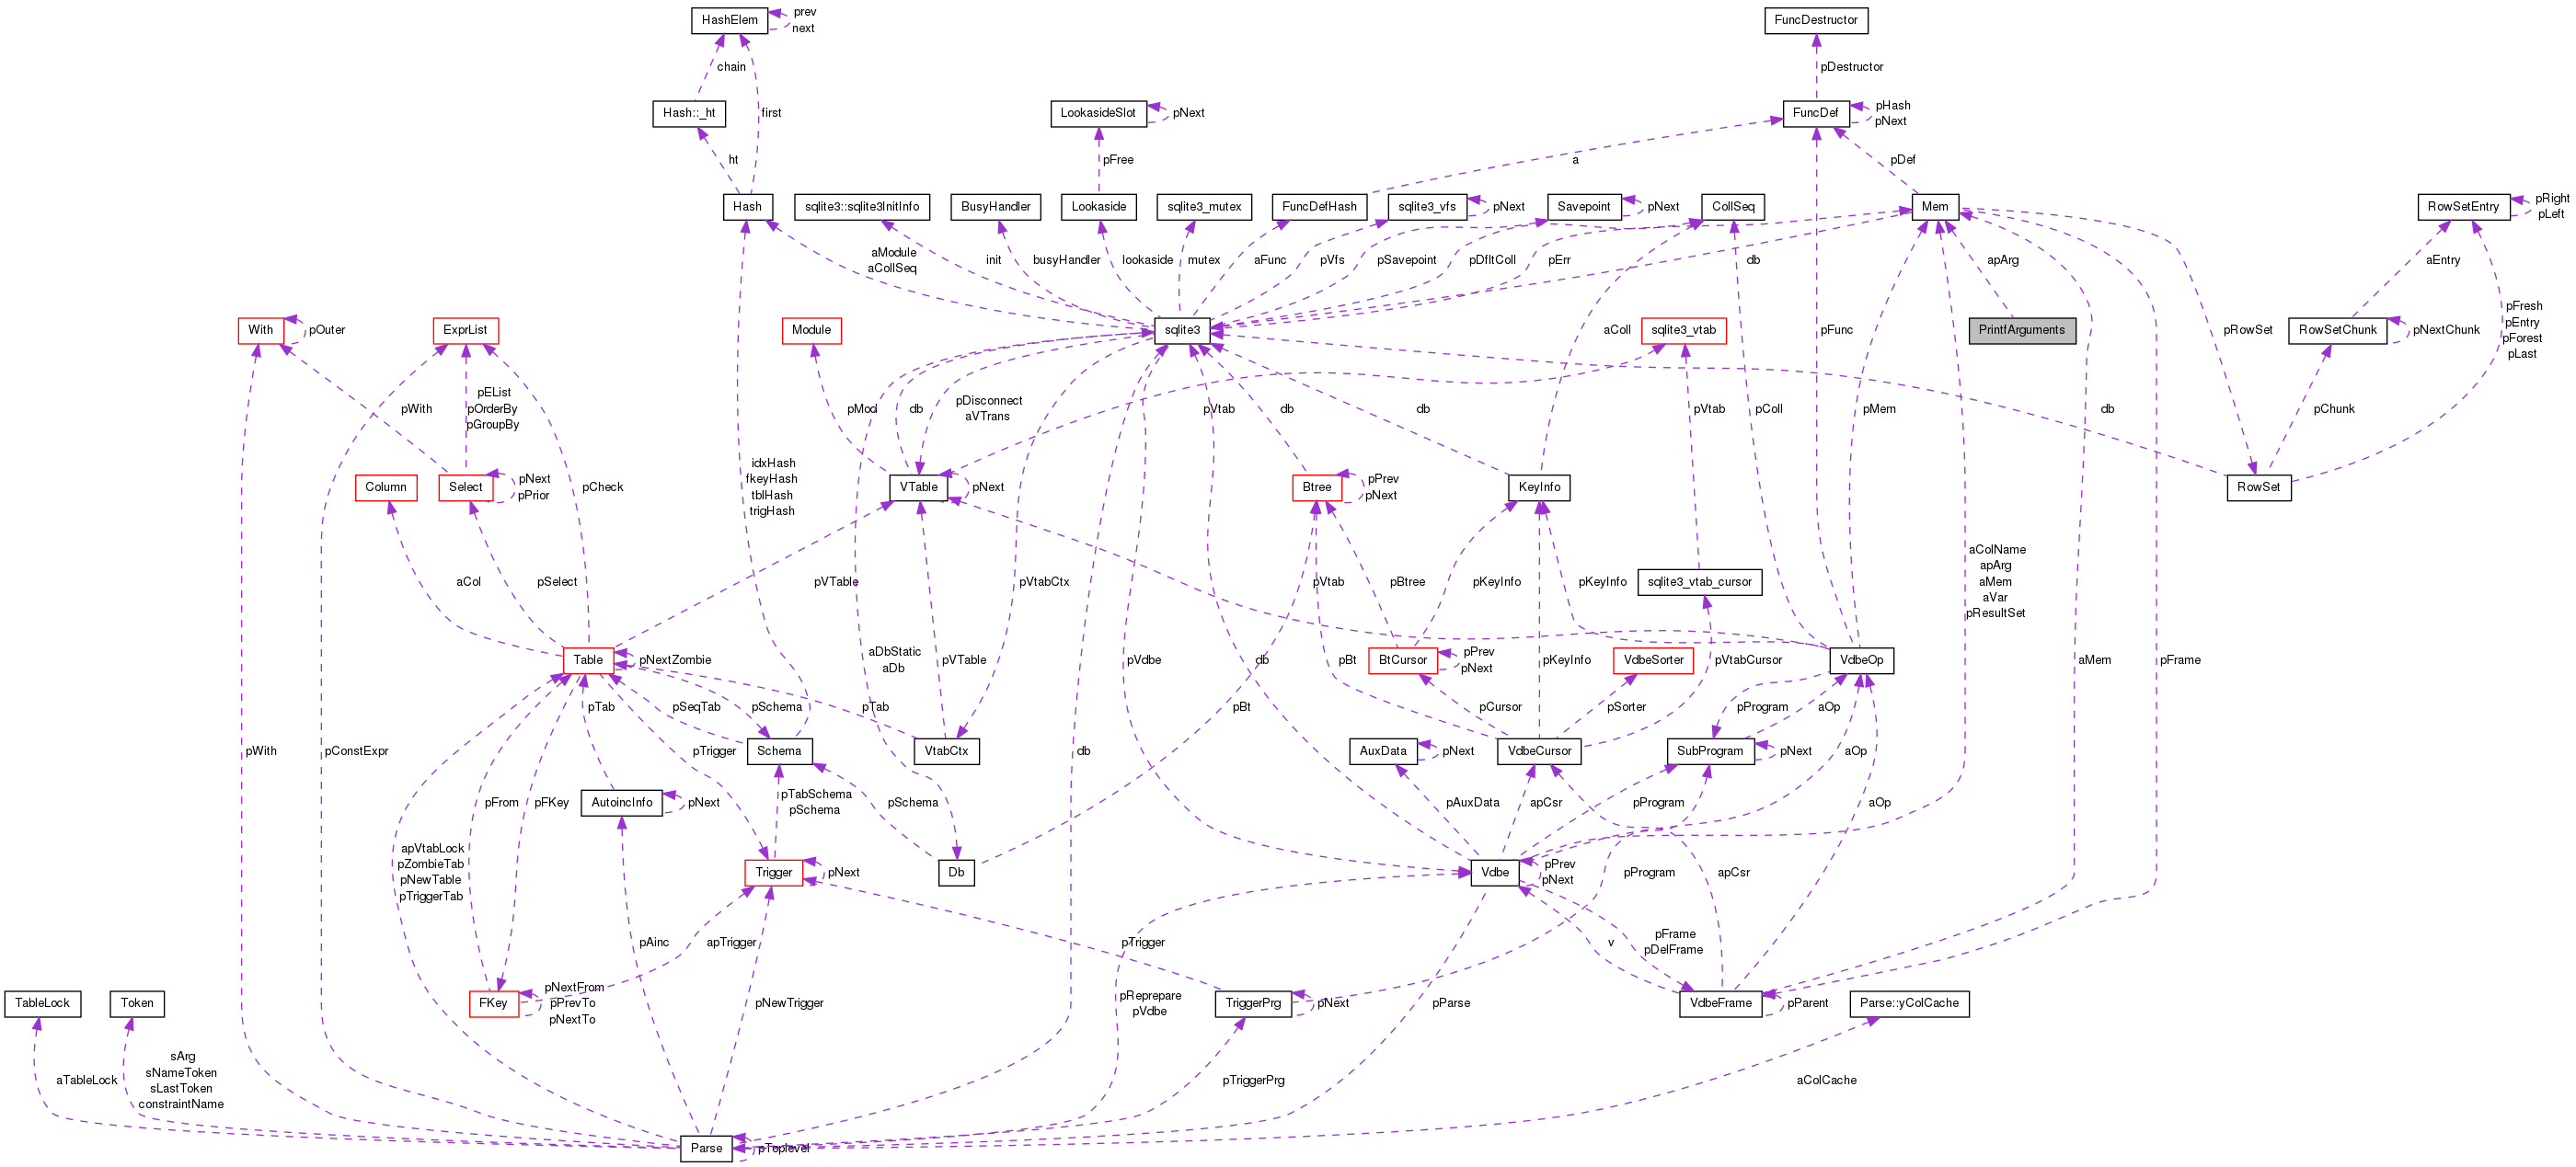 HashElem
prev
next
FuncDestructor
chain
pDestructor
Hash::_ht
first
LookasideSlot
pNext
FuncDef
pHash
pNext
ht
pFree
a
pDef
Hash
sqlite3::sqlite3InitInfo
BusyHandler
Lookaside
sqlite3_mutex
FuncDefHash
sqlite3_vfs
pNext
Savepoint
pNext
CollSeq
Mem
RowSetEntry
pRight
pLeft
aModule
aCollSeq
init
busyHandler
lookaside
mutex
aFunc
pVfs
pSavepoint
pDfltColl
pErr
db
apArg
aEntry
With
pOuter
ExprList
Module
sqlite3
aColl
sqlite3_vtab
pFunc
PrintfArguments
pRowSet
RowSetChunk
pNextChunk
pFresh
pEntry
pForest
pLast
pWith
pEList
pOrderBy
pGroupBy
pMod
db
pDisconnect
aVTrans
pVtab
db
db
pVtab
pColl
pMem
pChunk
db
Column
Select
pNext
pPrior
pCheck
idxHash
fkeyHash
tblHash
trigHash
VTable
pNext
Btree
pPrev
pNext
KeyInfo
RowSet
aCol
pSelect
pVTable
pVtabCtx
pVtab
pBtree
pKeyInfo
pKeyInfo
sqlite3_vtab_cursor
aColName
apArg
aMem
aVar
pResultSet
Table
pNextZombie
aDbStatic
aDb
pVTable
pVdbe
db
pBt
BtCursor
pPrev
pNext
pKeyInfo
VdbeSorter
pVtabCursor
VdbeOp
aMem
pFrame
pTab
pSeqTab
pSchema
pTab
pBt
pCursor
pSorter
pProgram
aOp
pWith
pConstExpr
pTrigger
Schema
VtabCtx
db
AuxData
pNext
VdbeCursor
SubProgram
pNext
aOp
pFrom
pFKey
AutoincInfo
pNext
pTabSchema
pSchema
pSchema
pAuxData
apCsr
pProgram
aOp
apVtabLock
pZombieTab
pNewTable
pTriggerTab
Trigger
pNext
Db
Vdbe
pPrev
pNext
pProgram
apCsr
pAinc
apTrigger
pTrigger
v
pFrame
pDelFrame
TableLock
Token
FKey
pNextFrom
pPrevTo
pNextTo
pNewTrigger
pReprepare
pVdbe
TriggerPrg
pNext
pParse
VdbeFrame
pParent
Parse::yColCache
aTableLock
sArg
sNameToken
sLastToken
constraintName
pTriggerPrg
aColCache
Parse
pToplevel